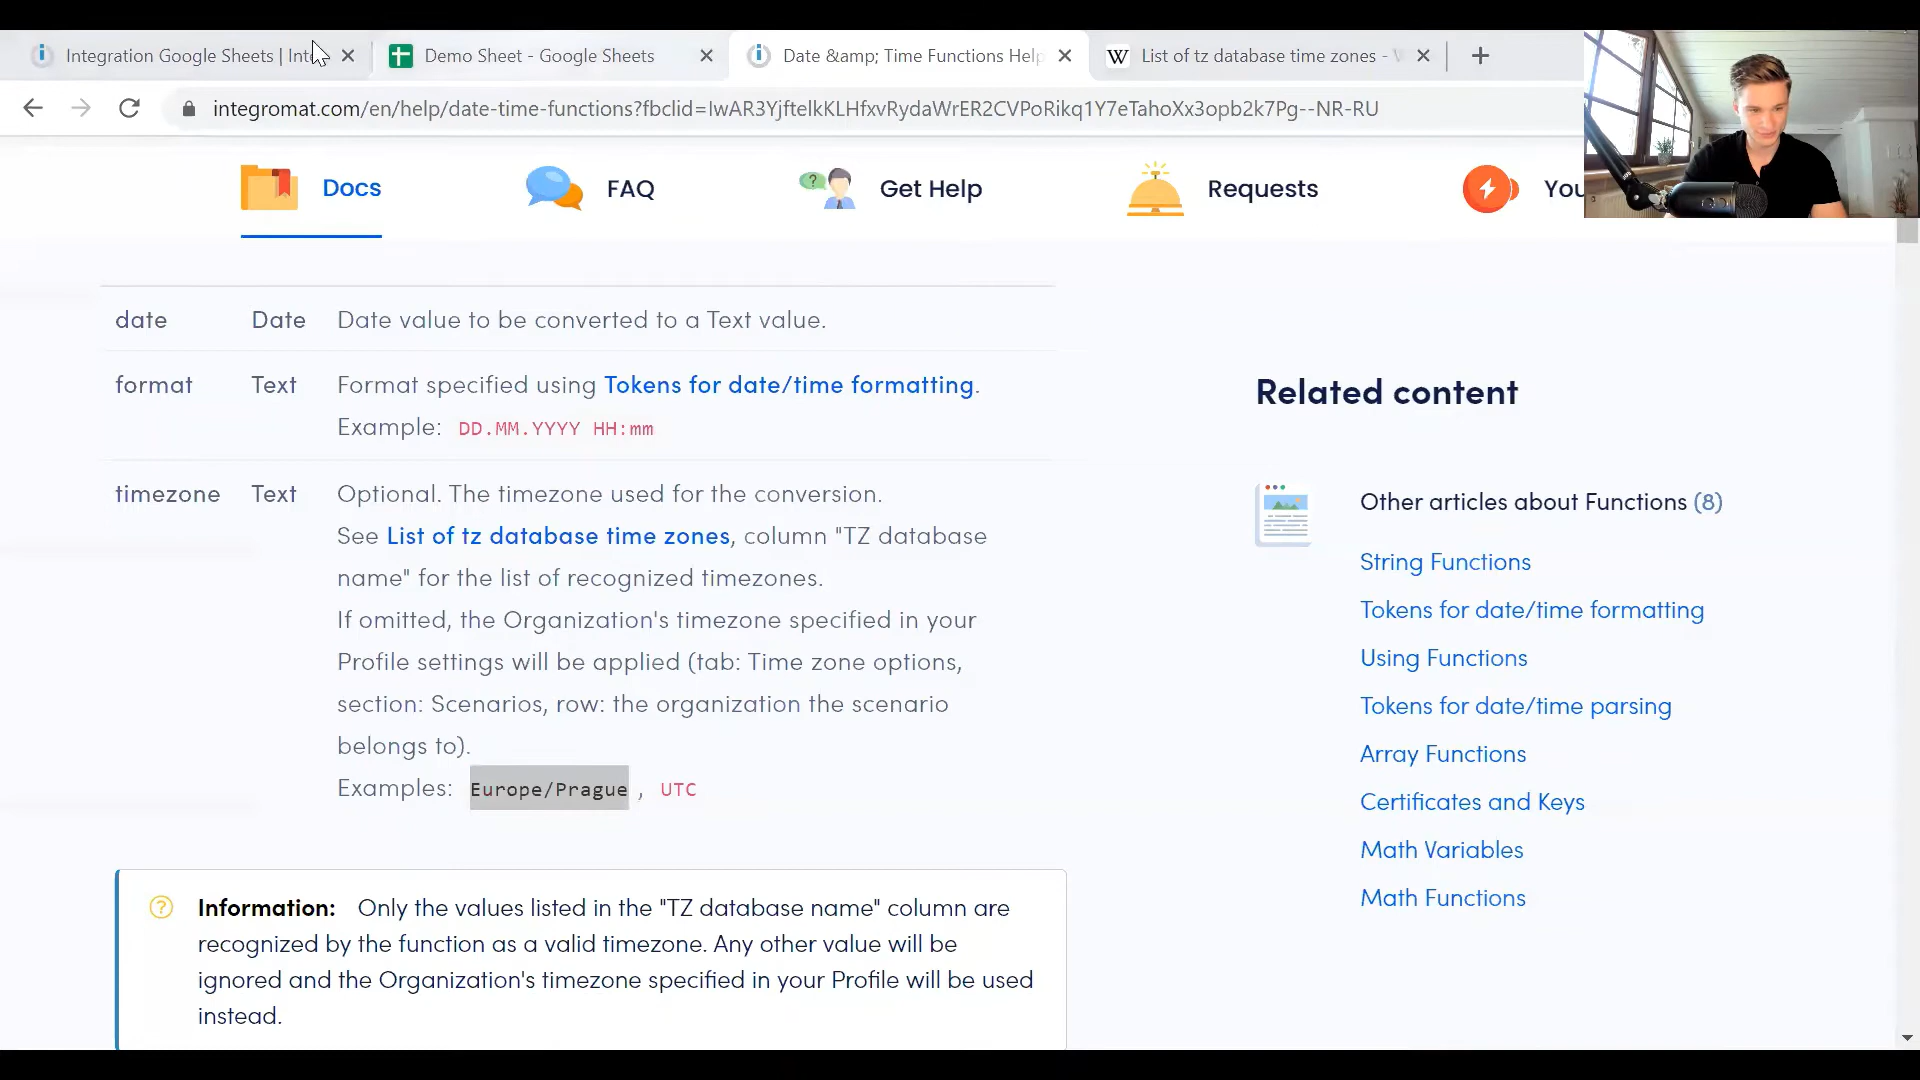 Integration Google Sheets | Inte
Demo Sheet - Google Sheets
Date &amp; Time Functions Help
List of tz database time zones - W
integromat.com/en/help/date-time-functions?fbclid=IwAR3YjftelkKLHfxvRydaWrER2CVPoRikq1Y7eTahoXx3opb2k7Pg--NR-RU
Docs
FAQ
Get Help
Requests
You
date Date Date value to be converted to a Text value.
format Text Format specified using Tokens for date/time formatting.
Example: DD.MM.YYYY HH:mm
timezone Text Optional. The timezone used for the conversion.
See List of tz database time zones, column "TZ database
name" for the list of recognized timezones.
If omitted, the Organization's timezone specified in your
Profile settings will be applied (tab: Time zone options,
section: Scenarios, row: the organization the scenario
belongs to).
Examples: Europe/Prague , UTC
Information: Only the values listed in the "TZ database name" column are
recognized by the function as a valid timezone. Any other value will be
ignored and the Organization's timezone specified in your Profile will be used
instead.
Related content
Other articles about Functions (8)
String Functions
Tokens for date/time formatting
Using Functions
Tokens for date/time parsing
Array Functions
Certificates and Keys
Math Variables
Math Functions